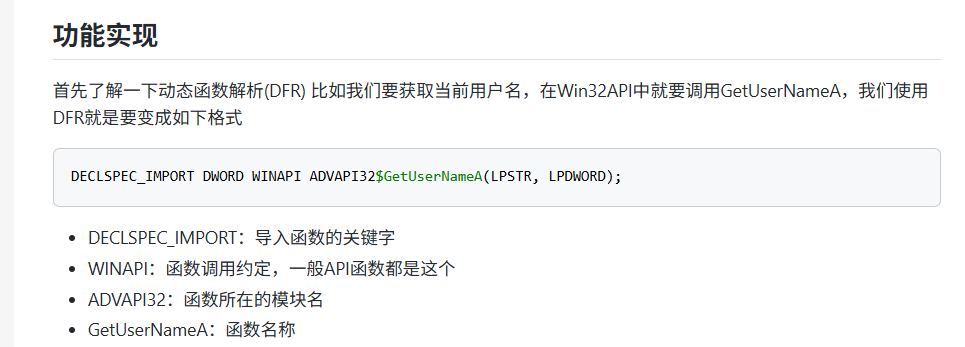 功能实现
首先了解一下动态函数解析(DFR) 比如我们要获取当前用户名，在Win32API中就要调用GetUserNameA，我们使用
DFR就是要变成如下格式
DECLSPEC_IMPORT DWORD WINAPI ADVAPI32$GetUserNameA(LPSTR, LPDWORD);
• DECLSPEC_IMPORT：导入函数的关键字
• WINAPI：函数调用约定，一般API函数都是这个
• ADVAPI32：函数所在的模块名
• GetUserNameA：函数名称